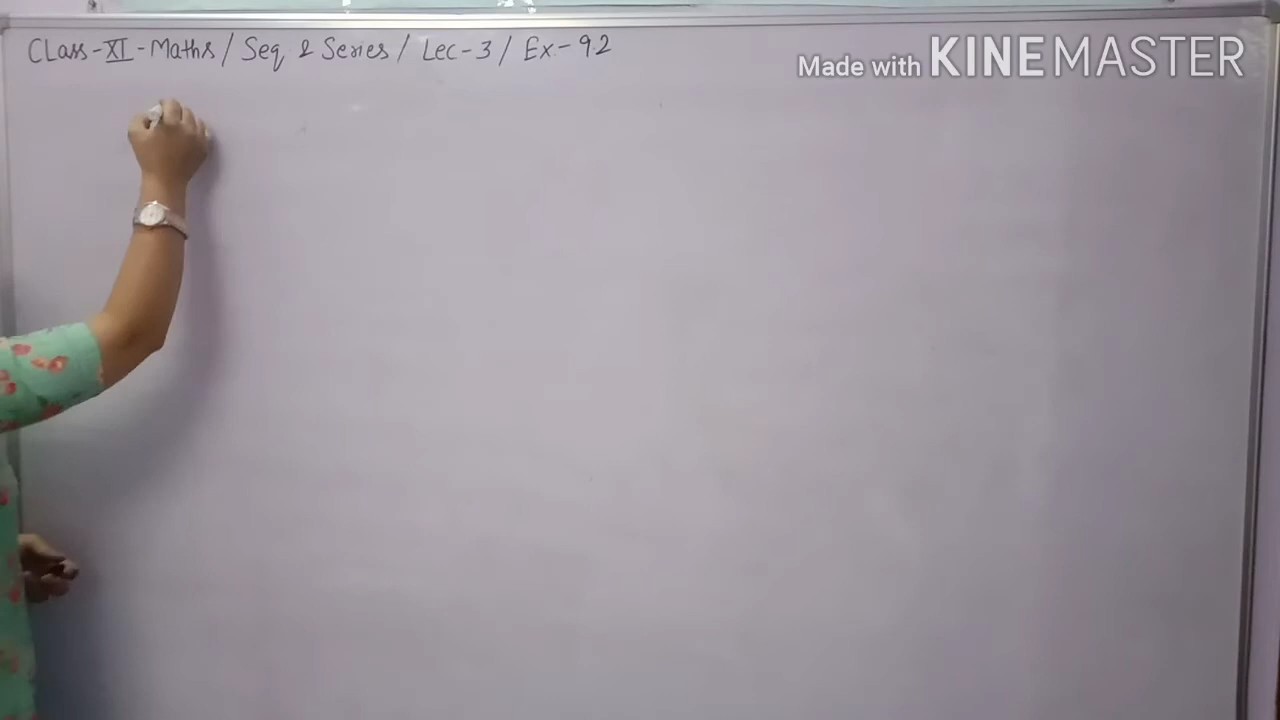 Class-XI-Maths / Seq & Series / Lec-3 / Ex-9.2
Made with KINEMASTER